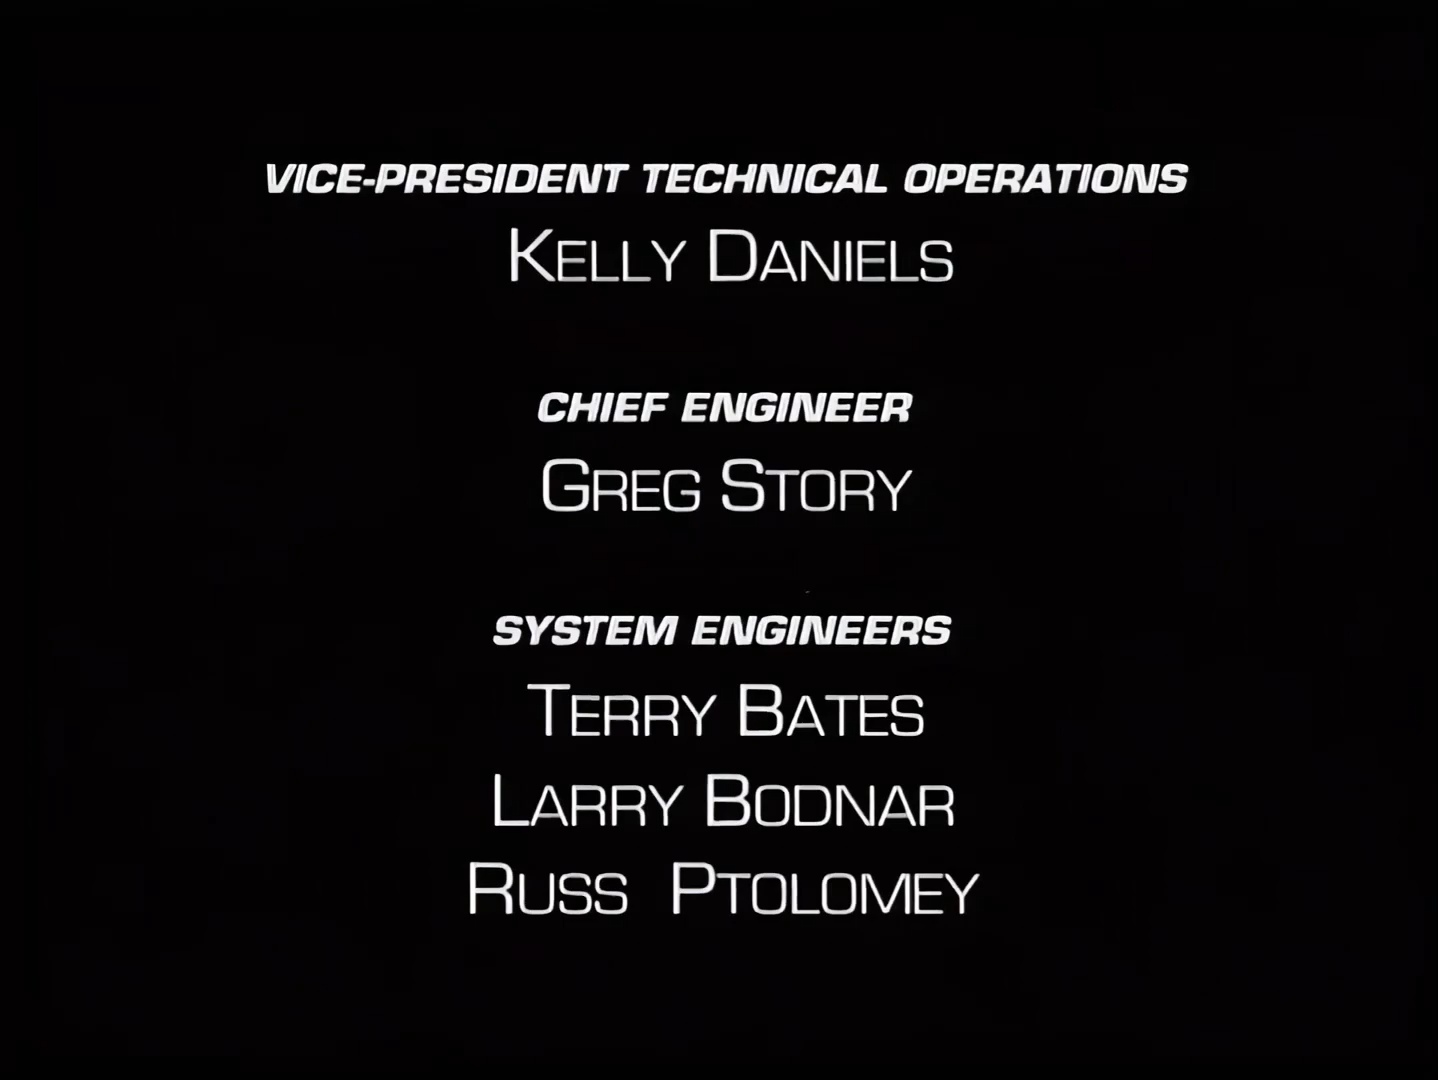 VICE-PRESIDENT TECHNICAL OPERATIONS
KELLY DANIELS
CHIEF ENGINEER
GREG STORY
SYSTEM ENGINEERS
TERRY BATES
LARRY BODNAR
RUSS PTOLOMEY